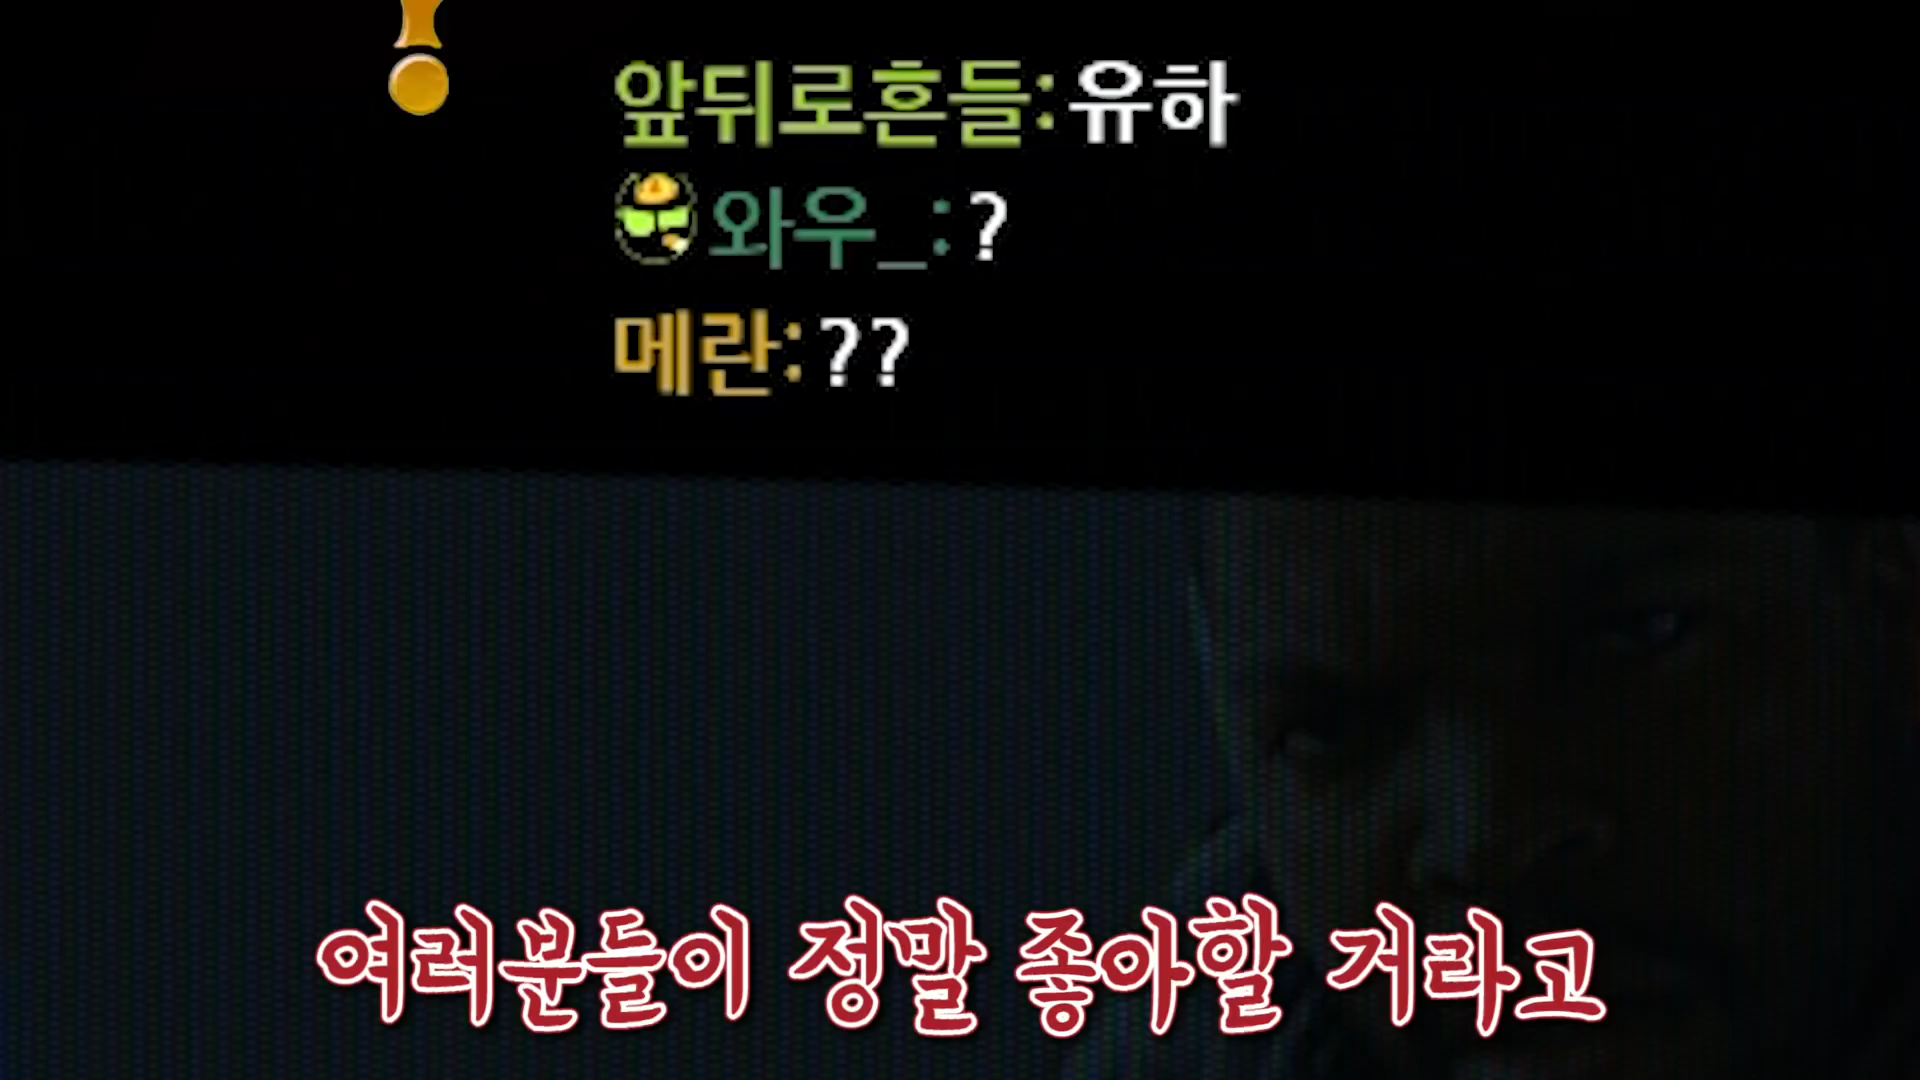 앞뒤로흔들: 유하
와우_: ?
메란: ??
여러분들이 정말 좋아할 거라고